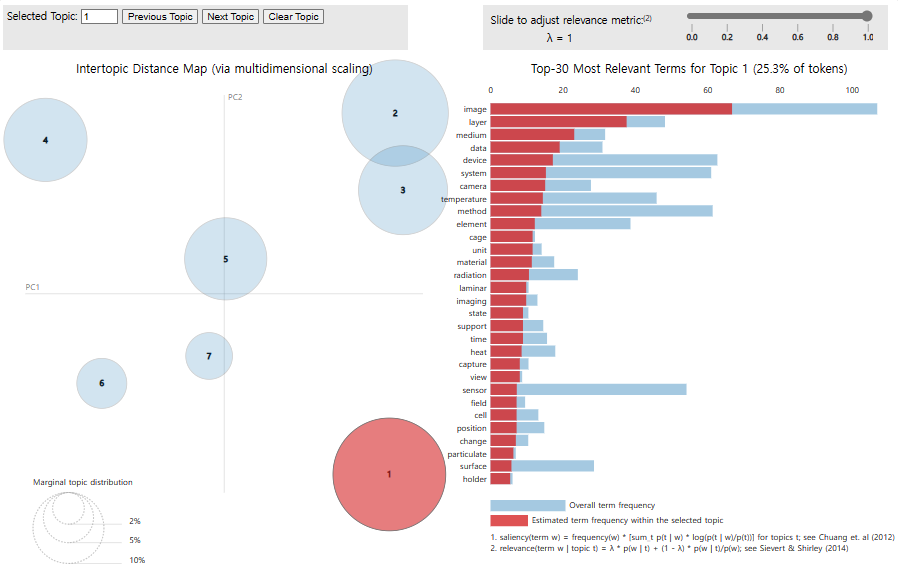 Selected Topic: 1 Previous Topic Next Topic Clear Topic
Slide to adjust relevance metric:(2)
λ = 1
0.0 0.2 0.4 0.6 0.8 1.0
Intertopic Distance Map (via multidimensional scaling)
PC2
PC1
4
2
3
5
7
6
1
Marginal topic distribution
2%
5%
10%
Top-30 Most Relevant Terms for Topic 1 (25.3% of tokens)
0 20 40 60 80 100
image
layer
medium
data
device
system
camera
temperature
method
element
cage
unit
material
radiation
laminar
imaging
state
support
time
heat
capture
view
sensor
field
cell
position
change
particulate
surface
holder
Overall term frequency
Estimated term frequency within the selected topic
1. saliency(term w) = frequency(w) * [sum_t p(t | w) * log(p(t | w)/p(t))] for topics t; see Chuang et. al (2012)
2. relevance(term w | topic t) = λ * p(w | t) + (1 - λ) * p(w | t)/p(w); see Sievert & Shirley (2014)